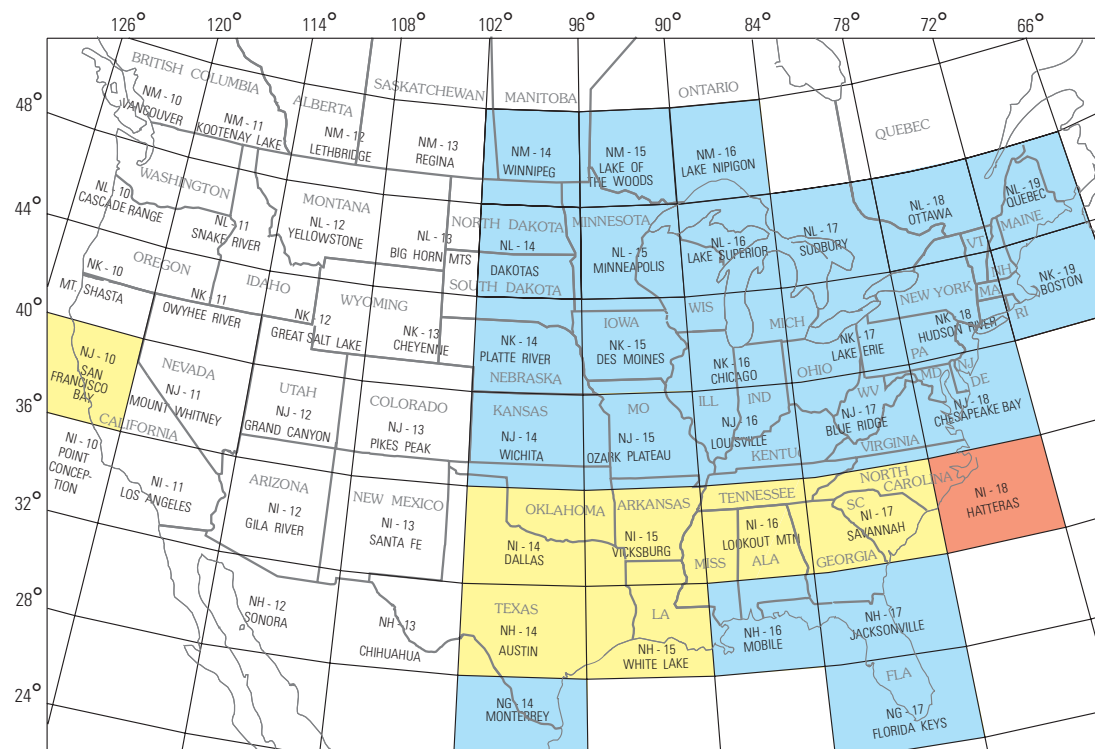 126° 120° 114° 108° 102° 96° 90° 84° 78° 72° 66°
48°
44°
40°
36°
32°
28°
24°
BRITISH COLUMBIA
ALBERTA
SASKATCHEWAN
MANITOBA
ONTARIO
QUEBEC
NM - 10
VANCOUVER
NM - 11
KOOTENAY LAKE
NM - 12
LETHBRIDGE
NM - 13
REGINA
NM - 14
WINNIPEG
NM - 15
LAKE OF
THE WOODS
NM - 16
LAKE NIPIGON
WASHINGTON
MONTANA
NORTH DAKOTA
MINNESOTA
MAINE
VT
NH
NL - 10
CASCADE RANGE
NL - 11
SNAKE RIVER
NL - 12
YELLOWSTONE
NL - 13
BIG HORN MTS
NL - 14
DAKOTAS
NL - 15
MINNEAPOLIS
NL - 16
LAKE SUPERIOR
NL - 17
SUDBURY
NL - 18
OTTAWA
NL - 19
QUEBEC
OREGON
IDAHO
WYOMING
SOUTH DAKOTA
NEBRASKA
IOWA
WIS
MICH
NEW YORK
MA
RI
NK - 10
MT. SHASTA
NK - 11
OWYHEE RIVER
NK - 12
GREAT SALT LAKE
NK - 13
CHEYENNE
NK - 14
PLATTE RIVER
NK - 15
DES MOINES
NK - 16
CHICAGO
NK - 17
LAKE ERIE
NK - 18
HUDSON RIVER
NK - 19
BOSTON
NEVADA
UTAH
COLORADO
KANSAS
MO
ILL
IND
OHIO
WV
PA
MD
NJ
DE
KENTUC
VIRGINIA
CALIFORNIA
NJ - 10
SAN
FRANCISCO
BAY
NJ - 11
MOUNT WHITNEY
NJ - 12
GRAND CANYON
NJ - 13
PIKES PEAK
NJ - 14
WICHITA
NJ - 15
OZARK PLATEAU
NJ - 16
LOUISVILLE
NJ - 17
BLUE RIDGE
NJ - 18
CHESAPEAKE BAY
ARIZONA
NEW MEXICO
OKLAHOMA
ARKANSAS
TENNESSEE
MISS
ALA
GEORGIA
SC
NORTH
CAROLINA
NI - 10
POINT
CONCEP-
TION
NI - 11
LOS ANGELES
NI - 12
GILA RIVER
NI - 13
SANTA FE
NI - 14
DALLAS
NI - 15
VICKSBURG
NI - 16
LOOKOUT MTN
NI - 17
SAVANNAH
NI - 18
HATTERAS
TEXAS
LA
FLA
NH - 12
SONORA
NH - 13
CHIHUAHUA
NH - 14
AUSTIN
NH - 15
WHITE LAKE
NH - 16
MOBILE
NH - 17
JACKSONVILLE
NG - 14
MONTERREY
NG - 17
FLORIDA KEYS